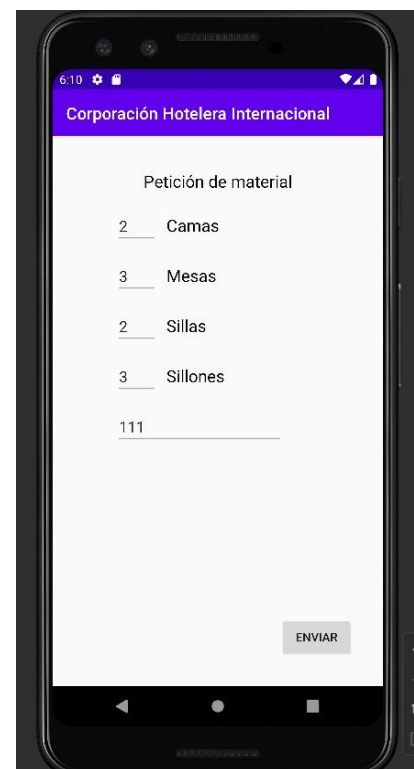 6:10
Corporación Hotelera Internacional
Petición de material
2 Camas
3 Mesas
2 Sillas
3 Sillones
111
ENVIAR